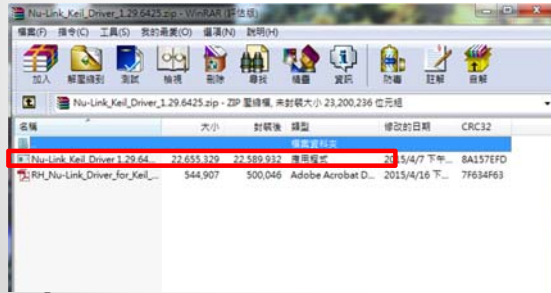 Nu-Link_Keil_Driver_1.29.6425.zip - WinRAR (評估版)
檔案(F) 指令(C) 工具(S) 我的最愛(O) 選項(N) 說明(H)
加入 解壓縮到 測試 檢視 刪除 尋找 精靈 資訊 防毒 註解 自解
Nu-Link_Keil_Driver_1.29.6425.zip - ZIP 壓縮檔, 未封裝大小 23,200,236 位元組
名稱 大小 封裝後 類型 修改的日期 CRC32
..
檔案資料夾
Nu-Link_Keil Driver 1.29.64... 22,655,329 22,589,932 應用程式 2015/4/7 下午... 8A157EFD
RH_Nu-Link_Driver_for_Keil_... 544,907 500,046 Adobe Acrobat D... 2015/4/16 下... 7F634F63